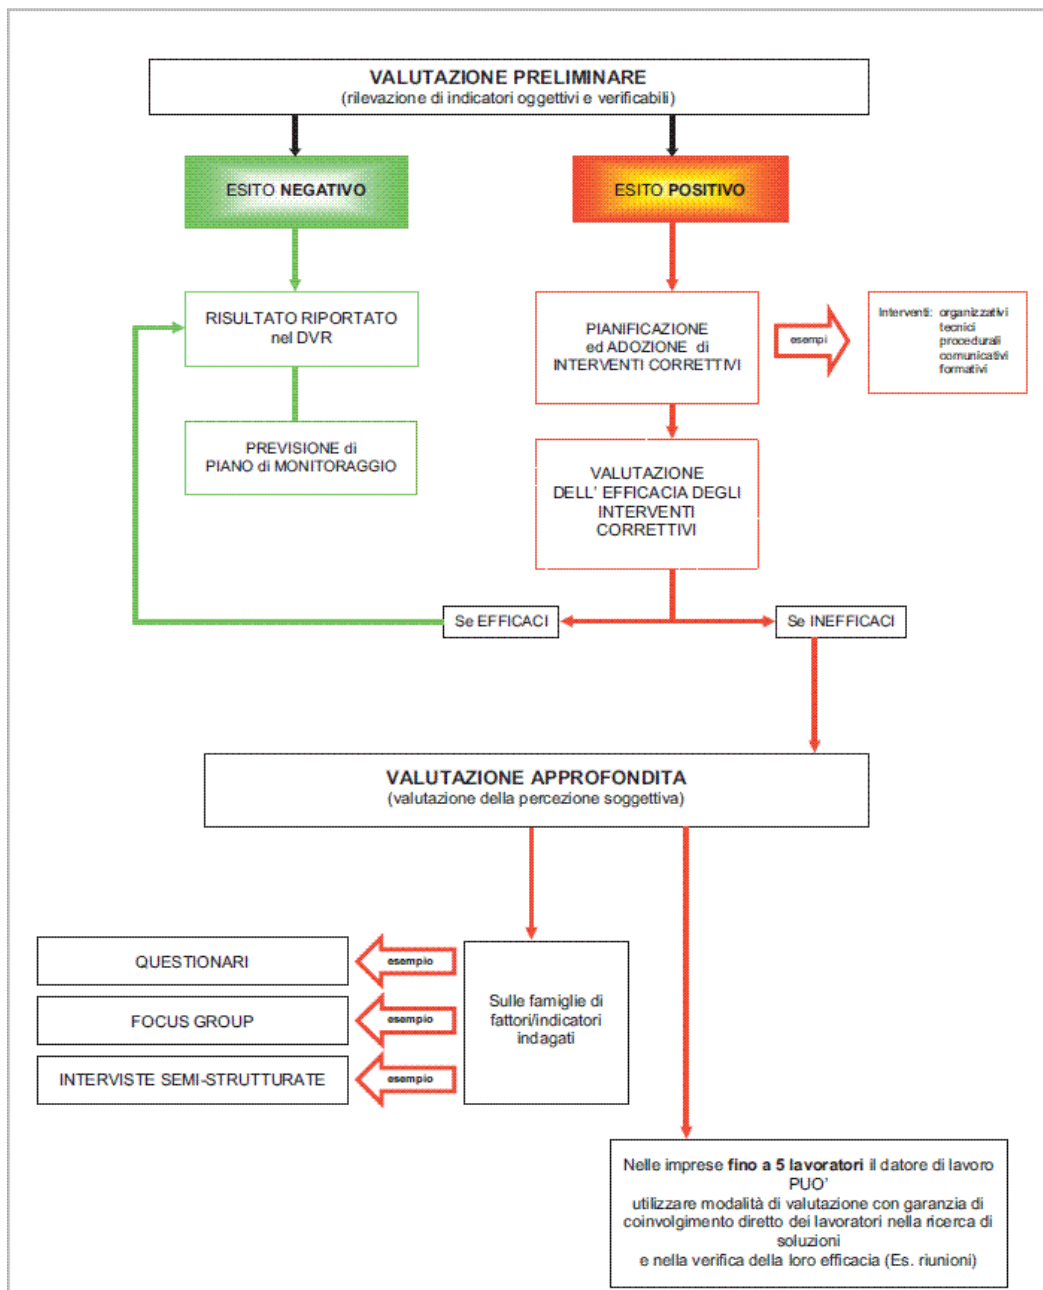 VALUTAZIONE PRELIMINARE
(rilevazione di indicatori oggettivi e verificabili)
ESITO NEGATIVO
ESITO POSITIVO
RISULTATO RIPORTATO
nel DVR
PREVISIONE di
PIANO di MONITORAGGIO
PIANIFICAZIONE
ed ADOZIONE di
INTERVENTI CORRETTIVI
esempi
Interventi: organizzativi
tecnici
procedurali
comunicativi
formativi
VALUTAZIONE
DELL' EFFICACIA DEGLI
INTERVENTI
CORRETTIVI
Se EFFICACI
Se INEFFICACI
VALUTAZIONE APPROFONDITA
(valutazione della percezione soggettiva)
QUESTIONARI
esempio
FOCUS GROUP
esempio
INTERVISTE SEMI-STRUTTURATE
esempio
Sulle famiglie di
fattori/indicatori
indagati
Nelle imprese fino a 5 lavoratori il datore di lavoro
PUO'
utilizzare modalità di valutazione con garanzia di
coinvolgimento diretto dei lavoratori nella ricerca di
soluzioni
e nella verifica della loro efficacia (Es. riunioni)